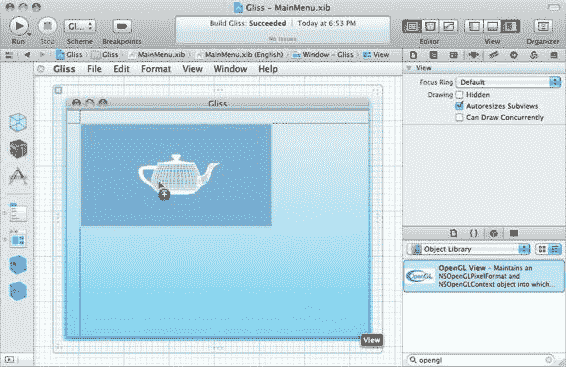 Gliss – MainMenu.xib
Build Gliss: Succeeded | Today at 6:53 PM
No Issues
Run Stop Scheme Breakpoints Editor View Organizer
Gliss Gliss MainMenu.xib MainMenu.xib (English) Window – Gliss View
Gliss File Edit Format View Window Help
Gliss
View
Focus Ring Default
Drawing Hidden
Autoresizes Subviews
Can Draw Concurrently
Object Library
OpenGL
OpenGL View – Maintains an
NSOpenGLPixelFormat and
NSOpenGLContext object into which...
View
opengl